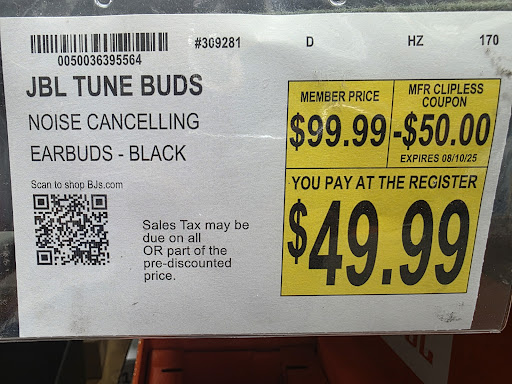 #309281 D HZ 170
0050036395564
JBL TUNE BUDS
NOISE CANCELLING
EARBUDS - BLACK
Scan to shop BJs.com
Sales Tax may be
due on all
OR part of the
pre-discounted
price.
MEMBER PRICE
$99.99
MFR CLIPLESS
COUPON
-$50.00
EXPIRES 08/10/25
YOU PAY AT THE REGISTER
$49.99